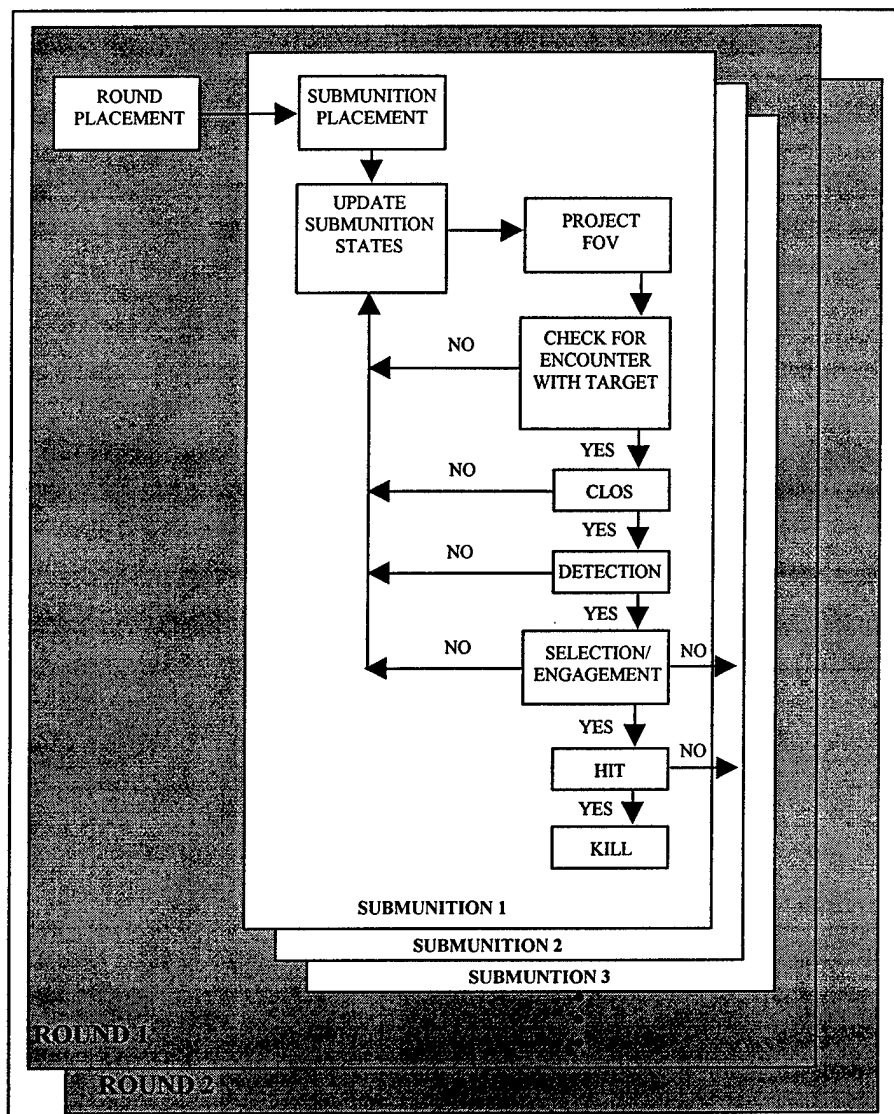 ROUND
PLACEMENT
SUBMUNITION
PLACEMENT
UPDATE
SUBMUNITION
STATES
PROJECT
FOV
CHECK FOR
ENCOUNTER
WITH TARGET
NO
YES
CLOS
NO
YES
DETECTION
NO
YES
SELECTION/
ENGAGEMENT
NO
NO
YES
HIT
NO
YES
KILL
SUBMUNITION 1
SUBMUNITION 2
SUBMUNTION 3
ROUND 1
ROUND 2